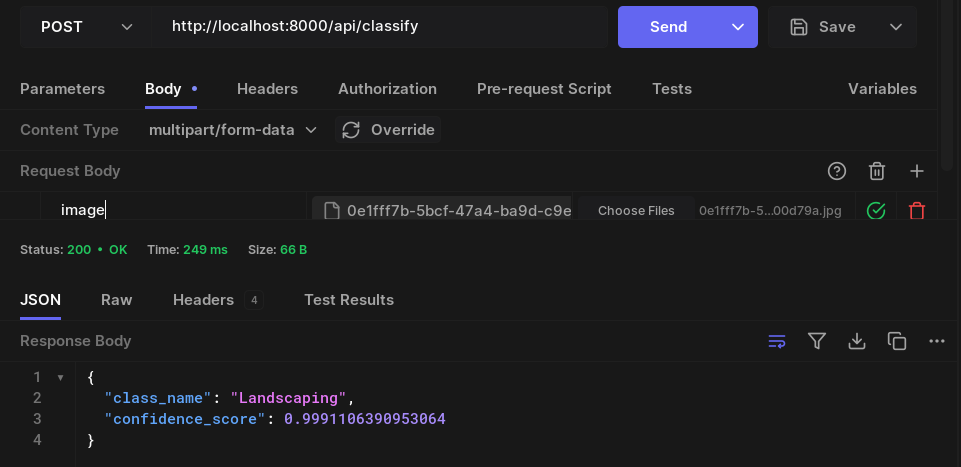 POST http://localhost:8000/api/classify Send Save
Parameters Body • Headers Authorization Pre-request Script Tests Variables
Content Type multipart/form-data Override
Request Body
image 0e1fff7b-5bcf-47a4-ba9d-c9e Choose Files 0e1fff7b-5...00d79a.jpg
Status: 200 • OK Time: 249 ms Size: 66 B
JSON Raw Headers 4 Test Results
Response Body
1 {
2 "class_name": "Landscaping",
3 "confidence_score": 0.9991106390953064
4 }